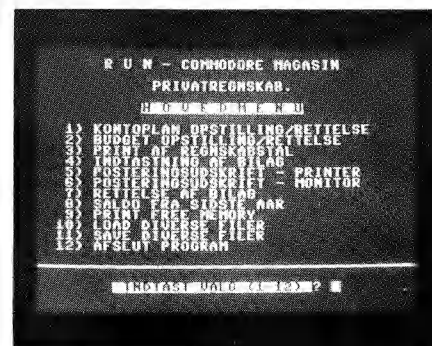 R U N - COMMODORE MAGASIN
PRIVATREGNSKAB.
H O V E D M E N U
1) KONTOPLAN OPSTILLING/RETTELSE
2) BUDGET OPSTILLING/RETTELSE
3) PRINT AF REGNSKABSTAL
4) INDTASTNING AF BILAG
5) POSTERINGSUDSKRIFT - PRINTER
6) POSTERINGSUDSKRIFT - MONITOR
7) RETTELSE AF BILAG
8) SALDO FRA SIDSTE AAR
9) PRINT FREE MEMORY
10) LOAD DIVERSE FILER
11) SAVE DIVERSE FILER
12) AFSLUT PROGRAM
INDTAST VALG (1-12) ?